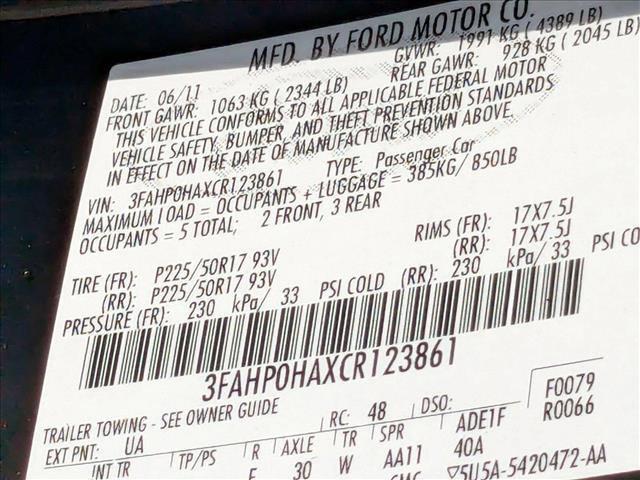 MFD. BY FORD MOTOR CO.
DATE: 06/11 GVWR: 1991 KG ( 4389 LB)
FRONT GAWR: 1063 KG ( 2344 LB) REAR GAWR: 928 KG ( 2045 LB)
THIS VEHICLE CONFORMS TO ALL APPLICABLE FEDERAL MOTOR
VEHICLE SAFETY, BUMPER, AND THEFT PREVENTION STANDARDS
IN EFFECT ON THE DATE OF MANUFACTURE SHOWN ABOVE.
VIN: 3FAHP0HAXCR123861 TYPE: Passenger Car
MAXIMUM LOAD = OCCUPANTS + LUGGAGE = 385KG/ 850LB
OCCUPANTS = 5 TOTAL; 2 FRONT, 3 REAR
TIRE (FR): P225/50R17 93V RIMS (FR): 17X7.5J
(RR): P225/50R17 93V (RR): 17X7.5J
PRESSURE (FR): 230 kPa/ 33 PSI COLD (RR): 230 kPa/ 33 PSI CO
3FAHP0HAXCR123861
TRAILER TOWING - SEE OWNER GUIDE
RC: 48 DSO: F0079
EXT PNT: UA R0066
INT TR TP/PS R AXLE TR SPR ADE1F
E 30 W AA11 40A
5U5A-5420472-AA